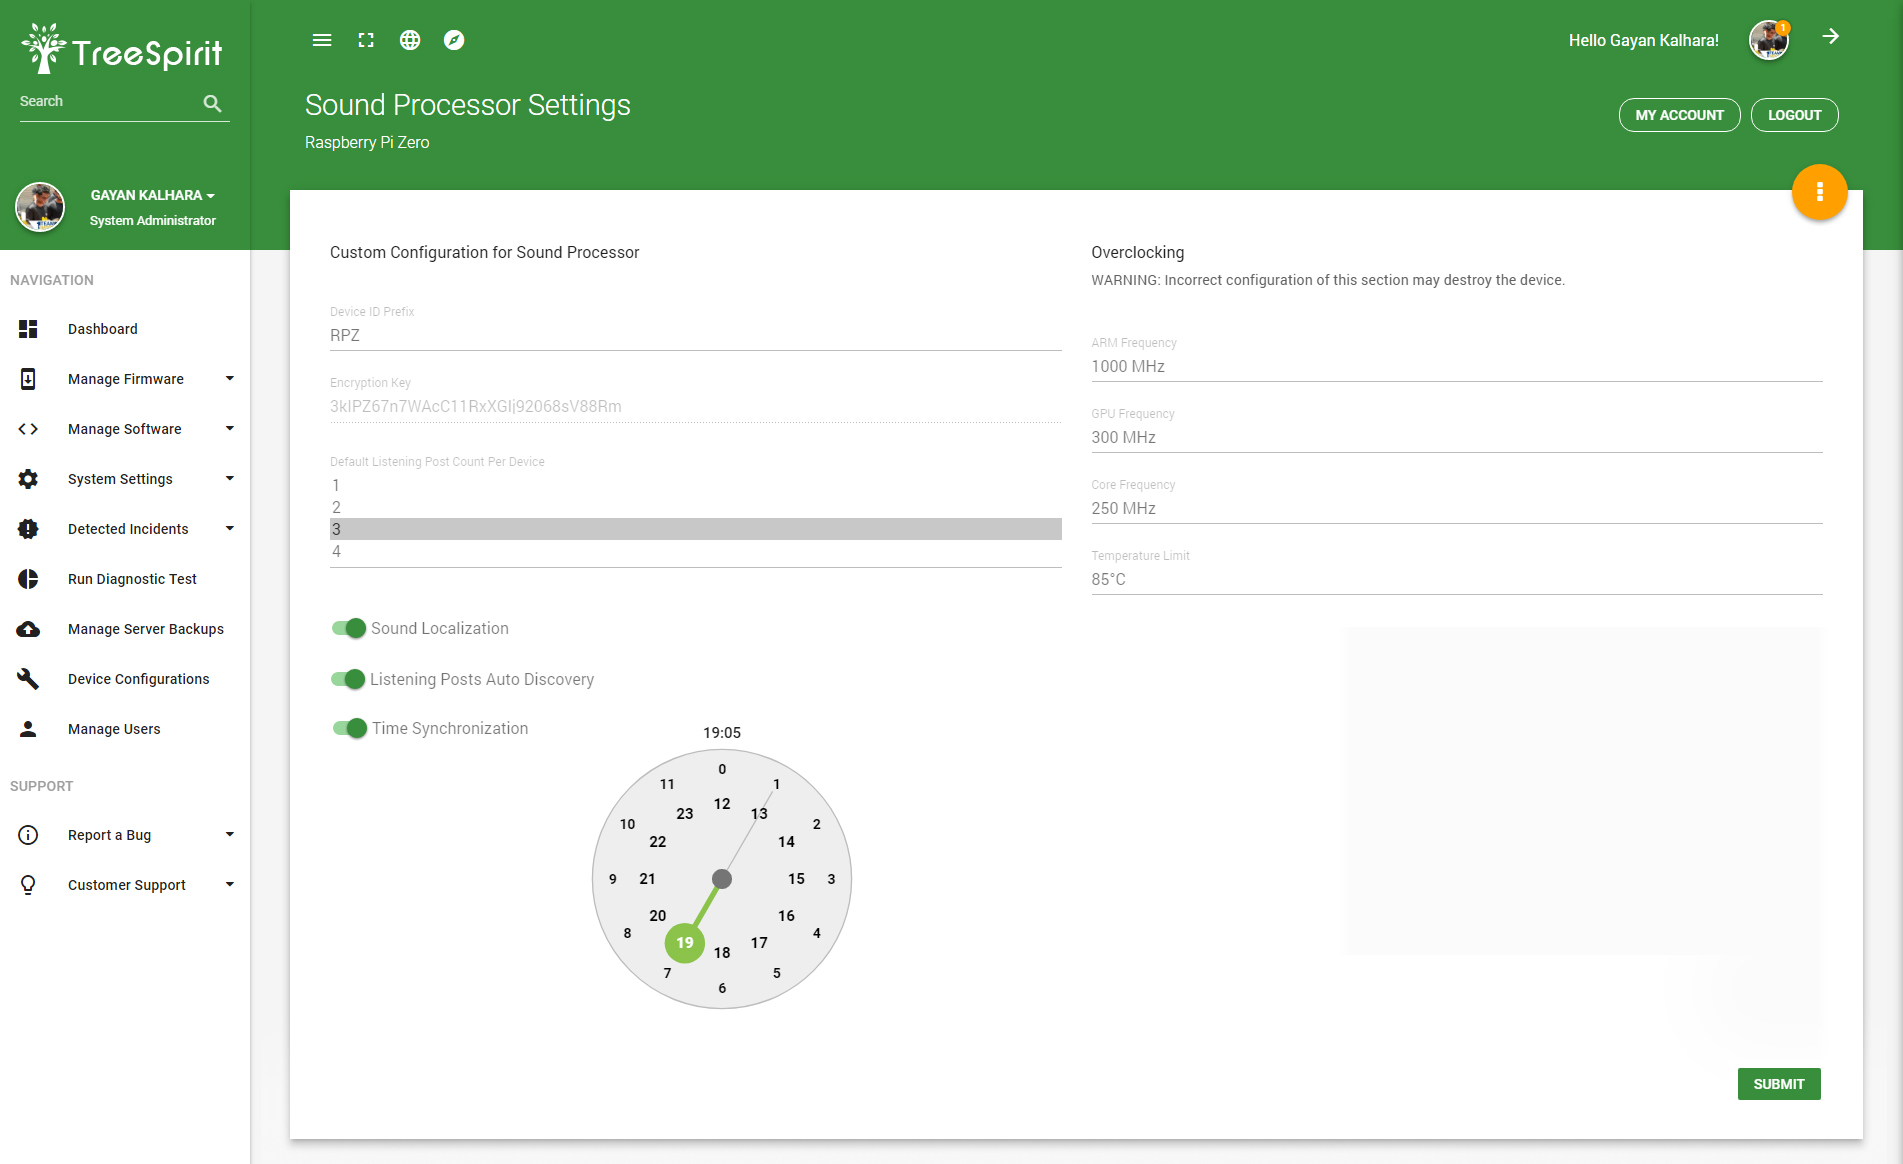 TreeSpirit
Search
GAYAN KALHARA
System Administrator
NAVIGATION
Dashboard
Manage Firmware
Manage Software
System Settings
Detected Incidents
Run Diagnostic Test
Manage Server Backups
Device Configurations
Manage Users
SUPPORT
Report a Bug
Customer Support
Hello Gayan Kalhara!
1
Sound Processor Settings
Raspberry Pi Zero
MY ACCOUNT
LOGOUT
Custom Configuration for Sound Processor
Device ID Prefix
RPZ
Encryption Key
3kIPZ67n7WAcC11RxXGIj92068sV88Rm
Default Listening Post Count Per Device
1
2
3
4
Sound Localization
Listening Posts Auto Discovery
Time Synchronization
19:05
0
11
1
12
23
13
10
2
22
14
9
21
15
3
20
16
8
4
19
17
18
7
5
6
Overclocking
WARNING: Incorrect configuration of this section may destroy the device.
ARM Frequency
1000 MHz
GPU Frequency
300 MHz
Core Frequency
250 MHz
Temperature Limit
85°C
SUBMIT